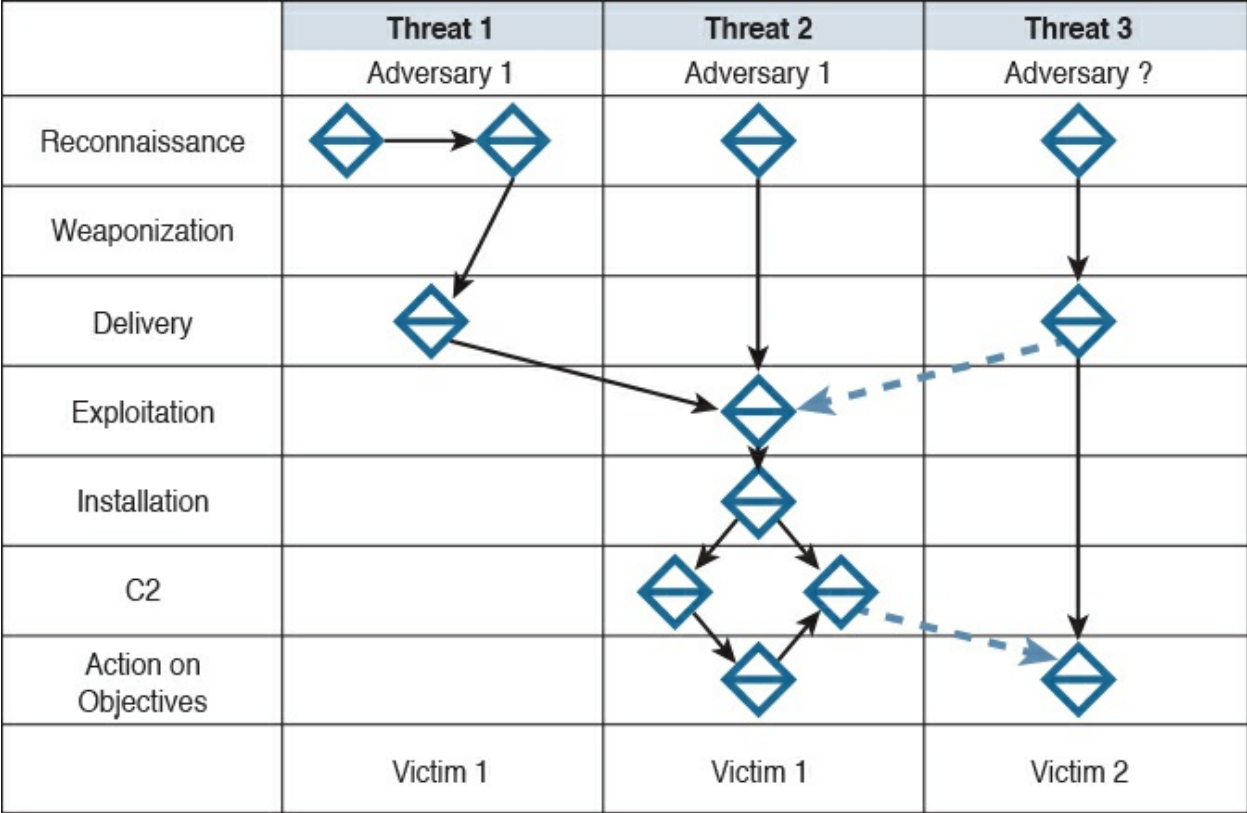 Threat 1
Threat 2
Threat 3
Adversary 1
Adversary 1
Adversary ?
Reconnaissance
Weaponization
Delivery
Exploitation
Installation
C2
Action on
Objectives
Victim 1
Victim 1
Victim 2